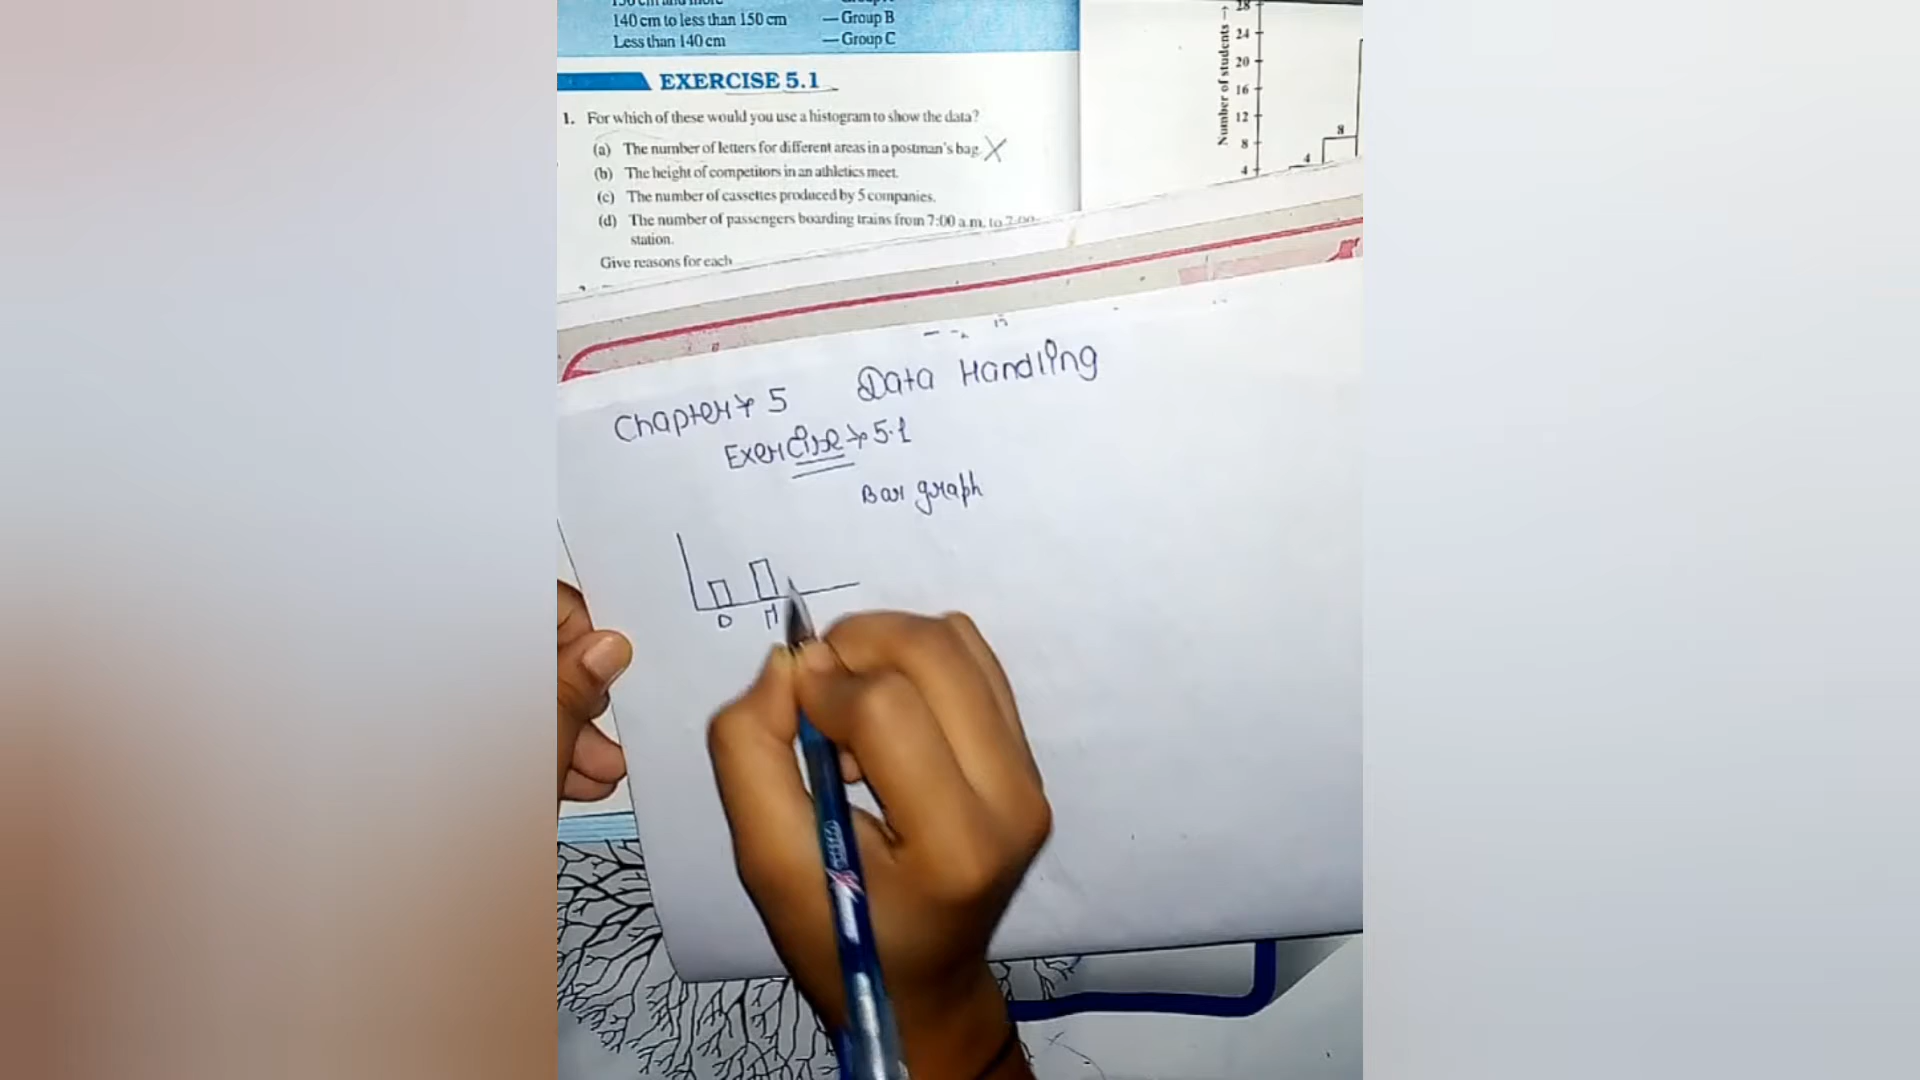 140 cm to less than 150 cm — Group B
Less than 140 cm — Group C
EXERCISE 5.1
1. For which of these would you use a histogram to show the data?
(a) The number of letters for different areas in a postman's bag.
(b) The height of competitors in an athletics meet.
(c) The number of cassettes produced by 5 companies.
(d) The number of passengers boarding trains from 7:00 a.m. to 7:00
station.
Give reasons for each
Number of students →
28
24
20
16
12
8
4
8
4
Chapter → 5 Data Handling
Exercise → 5.1
Bar graph
D M